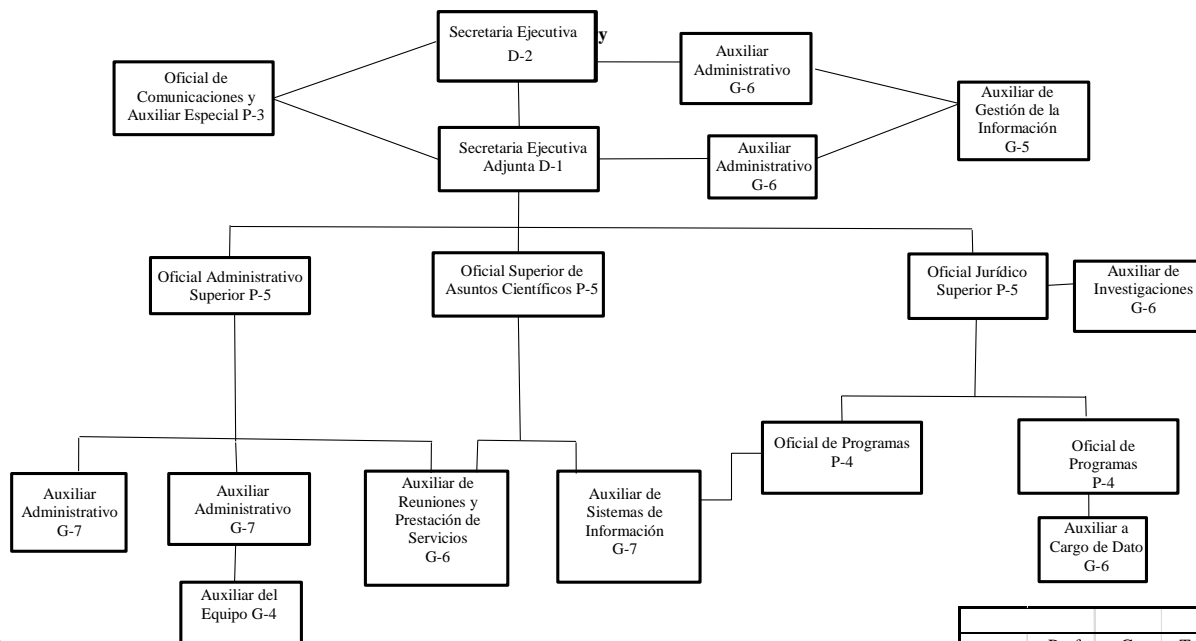 Secretaria Ejecutiva y
D-2
Auxiliar
Administrativo
G-6
Oficial de
Comunicaciones y
Auxiliar Especial P-3
Auxiliar de
Gestión de la
Información
G-5
Secretaria Ejecutiva
Adjunta D-1
Auxiliar
Administrativo
G-6
Oficial Administrativo
Superior P-5
Oficial Superior de
Asuntos Científicos P-5
Oficial Jurídico
Superior P-5
Auxiliar de
Investigaciones
G-6
Oficial de Programas
P-4
Oficial de
Programas
P-4
Auxiliar
Administrativo
G-7
Auxiliar
Administrativo
G-7
Auxiliar de
Reuniones y
Prestación de
Servicios
G-6
Auxiliar de
Sistemas de
Información
G-7
Auxiliar a
Cargo de Dato
G-6
Auxiliar del
Equipo G-4